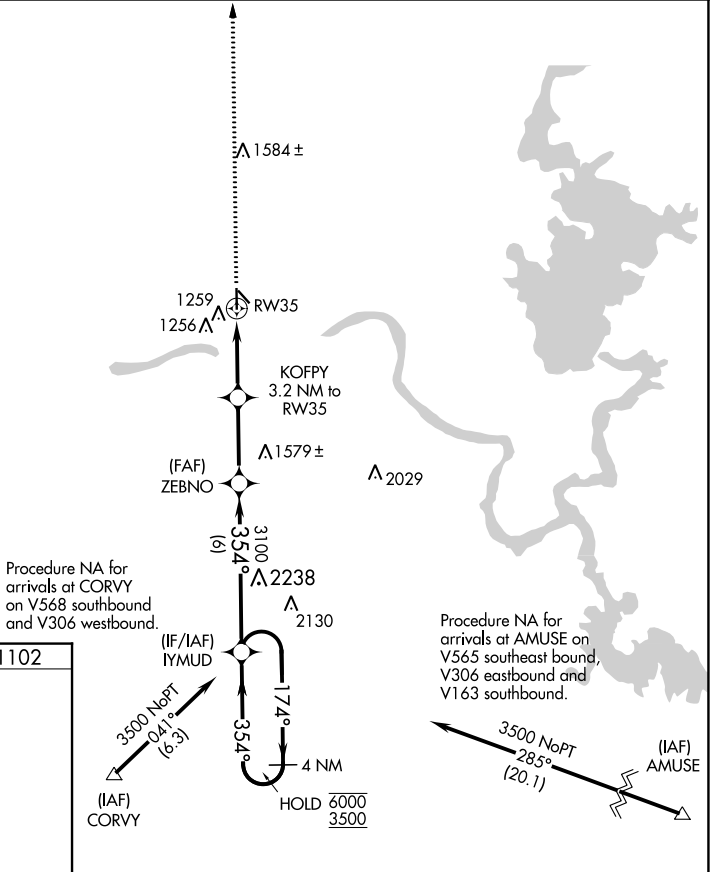 1584 ±
1259
RW35
1256
KOFPY
3.2 NM to
RW35
1579 ±
(FAF)
ZEBNO
2029
3100
354°
(6)
2238
2130
Procedure NA for
arrivals at CORVY
on V568 southbound
and V306 westbound.
(IF/IAF)
IYMUD
1102
Procedure NA for
arrivals at AMUSE on
V565 southeast bound,
V306 eastbound and
V163 southbound.
3500 NoPT
041°
(6.3)
354°
174°
4 NM
HOLD
6000
3500
(IAF)
CORVY
3500 NoPT
285°
(20.1)
(IAF)
AMUSE